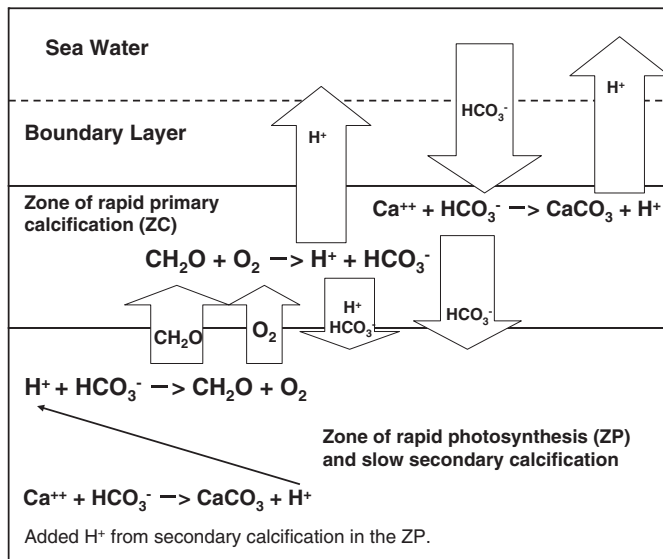 Sea Water
H⁺
HCO₃⁻
Boundary Layer
H⁺
Zone of rapid primary
calcification (ZC)
Ca⁺⁺ + HCO₃⁻ —> CaCO₃ + H⁺
CH₂O + O₂ —> H⁺ + HCO₃⁻
H⁺
HCO₃⁻
HCO₃⁻
CH₂O
O₂
H⁺ + HCO₃⁻ —> CH₂O + O₂
Zone of rapid photosynthesis (ZP)
and slow secondary calcification
Ca⁺⁺ + HCO₃⁻ —> CaCO₃ + H⁺
Added H⁺ from secondary calcification in the ZP.